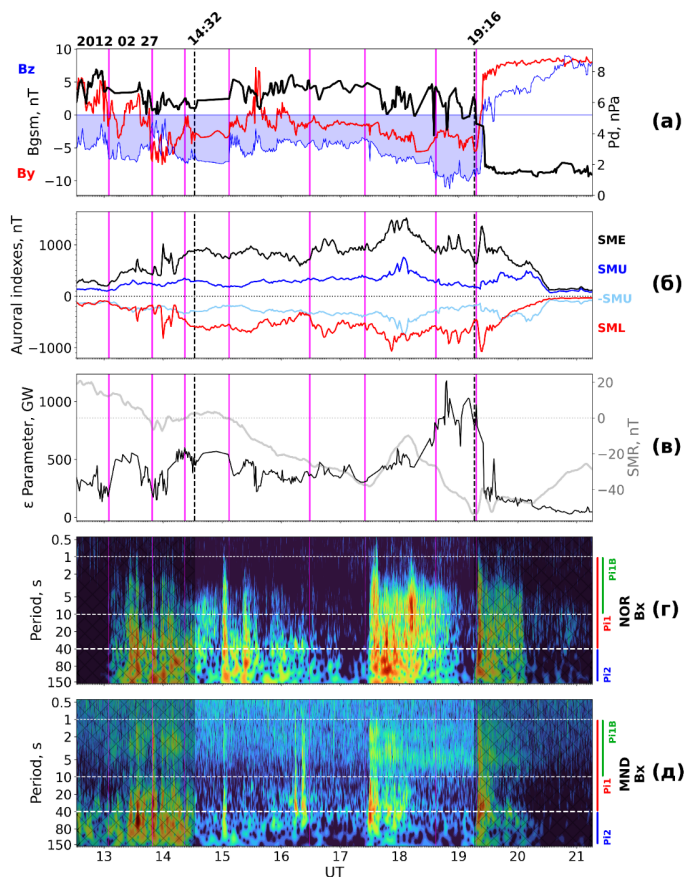 2012 02 27
14:32
19:16
Bz
By
Bgsm, nT
10
5
0
−5
−10
8
6
4
2
0
Pd, nPa
(а)
Auroral indexes, nT
1000
0
−1000
SME
SMU
-SMU
SML
(б)
ε Parameter, GW
1000
500
0
20
0
−20
−40
SMR, nT
(в)
Period, s
0.5
1
2
5
10
20
40
80
150
Pi1B
Pi1
Pi2
NOR
Bx
(г)
Period, s
0.5
1
2
5
10
20
40
80
150
Pi1B
Pi1
Pi2
MND
Bx
(д)
13 14 15 16 17 18 19 20 21
UT